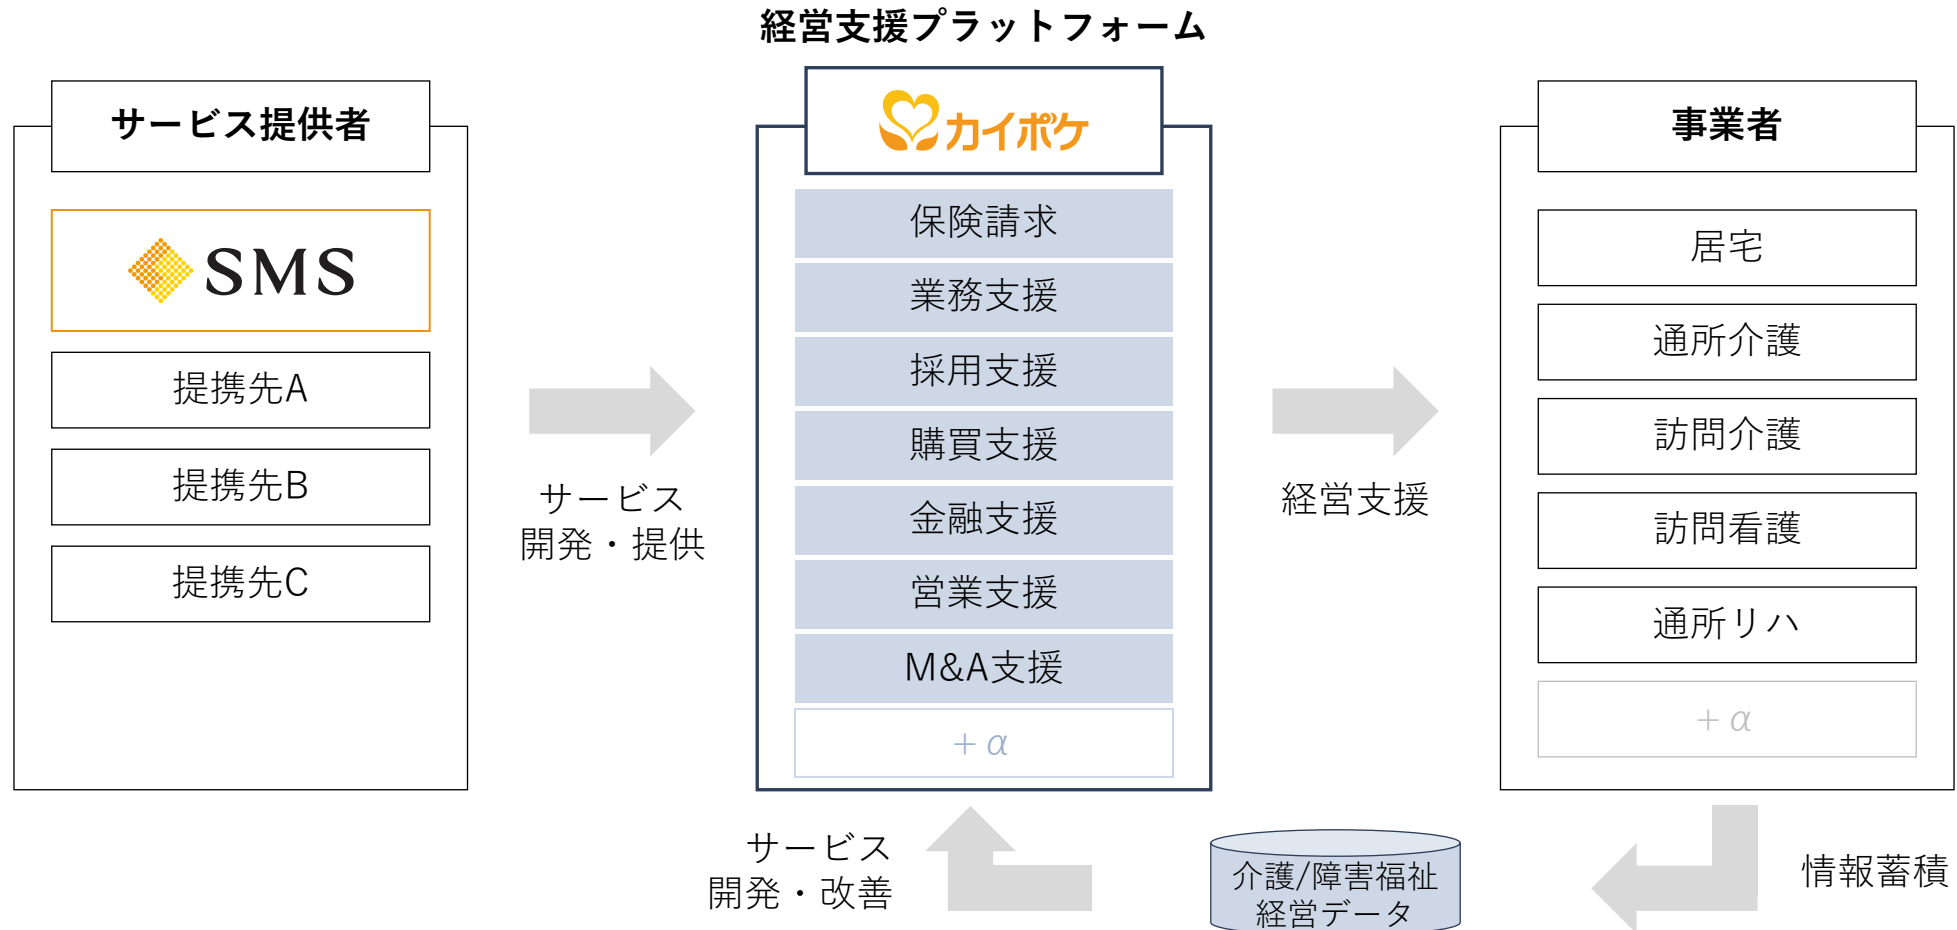 経営支援プラットフォーム
サービス提供者
SMS
提携先A
提携先B
提携先C
サービス
開発・提供
カイポケ
保険請求
業務支援
採用支援
購買支援
金融支援
営業支援
M&A支援
+α
経営支援
事業者
居宅
通所介護
訪問介護
訪問看護
通所リハ
+α
情報蓄積
介護/障害福祉
経営データ
サービス
開発・改善